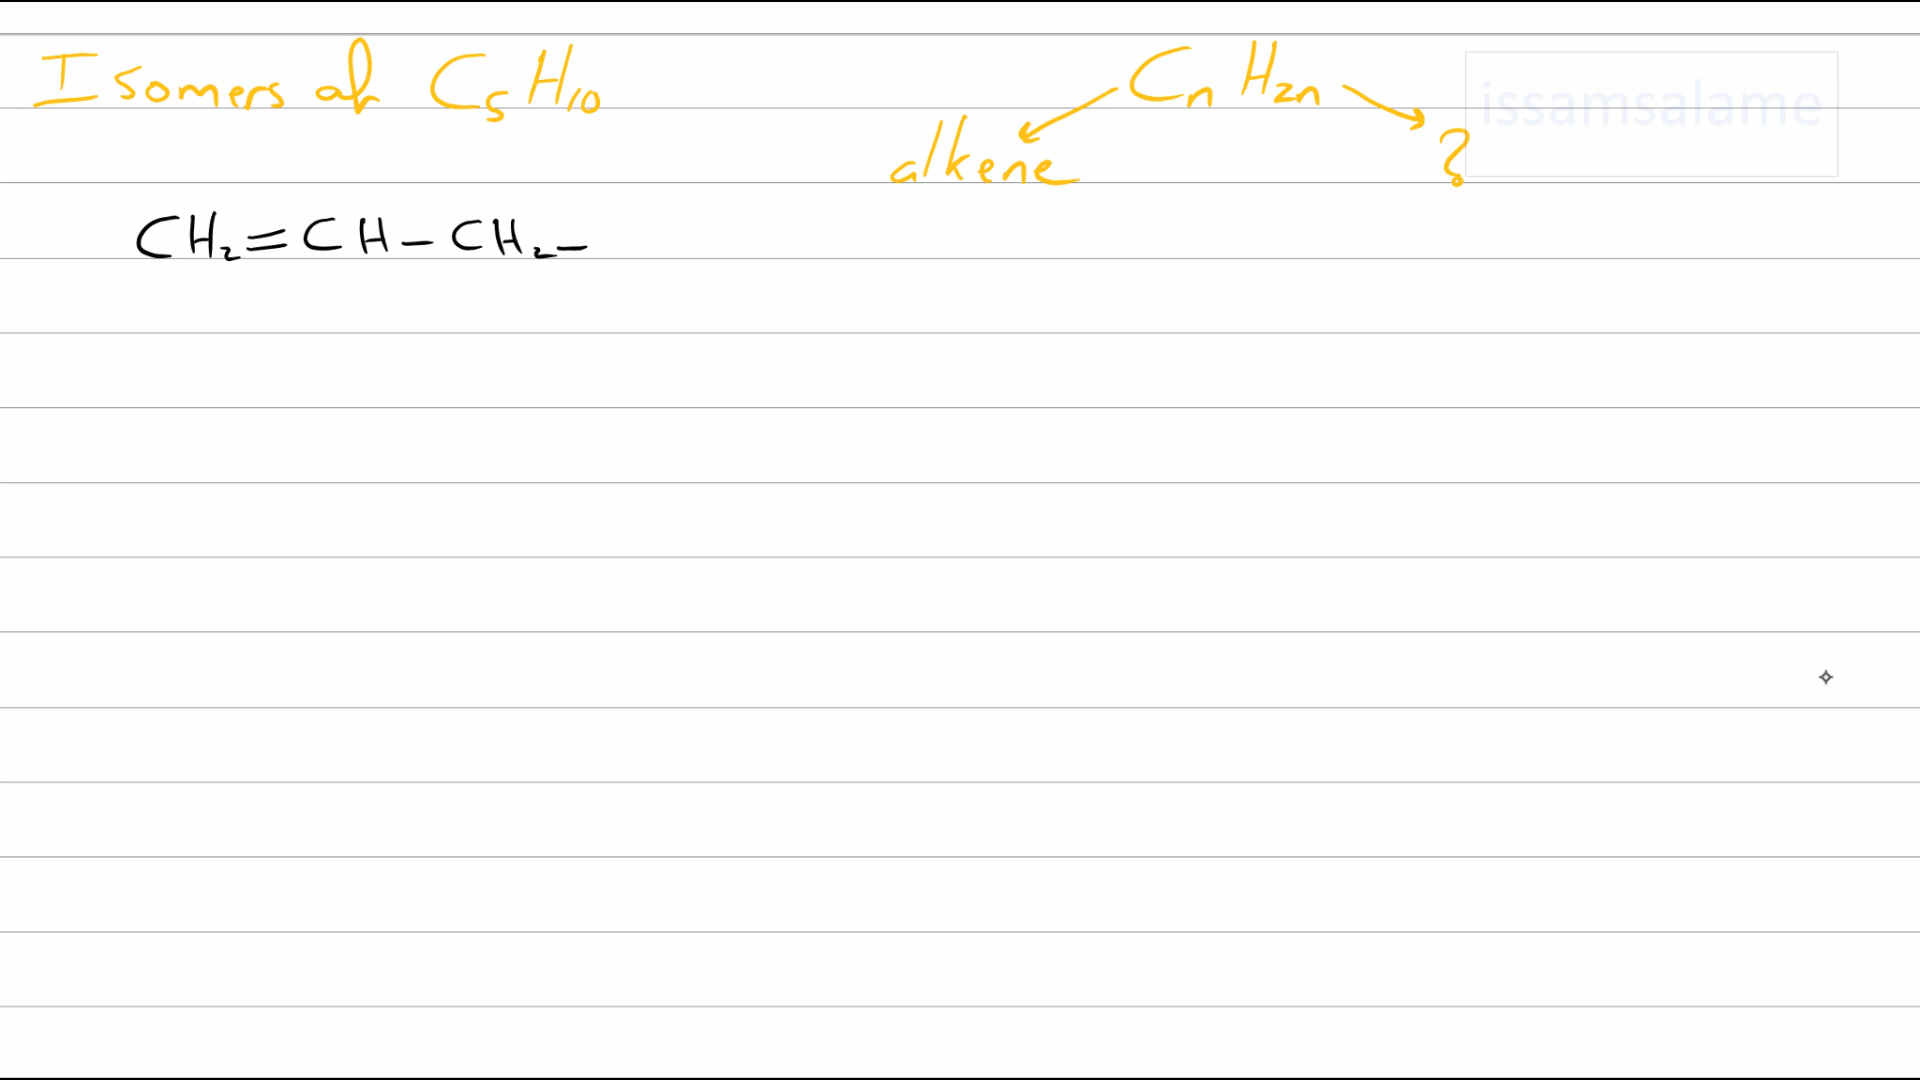 Isomers of C₅H₁₀ CₙH₂ₙ issamsalame
alkene ?
CH₂=CH-CH₂-